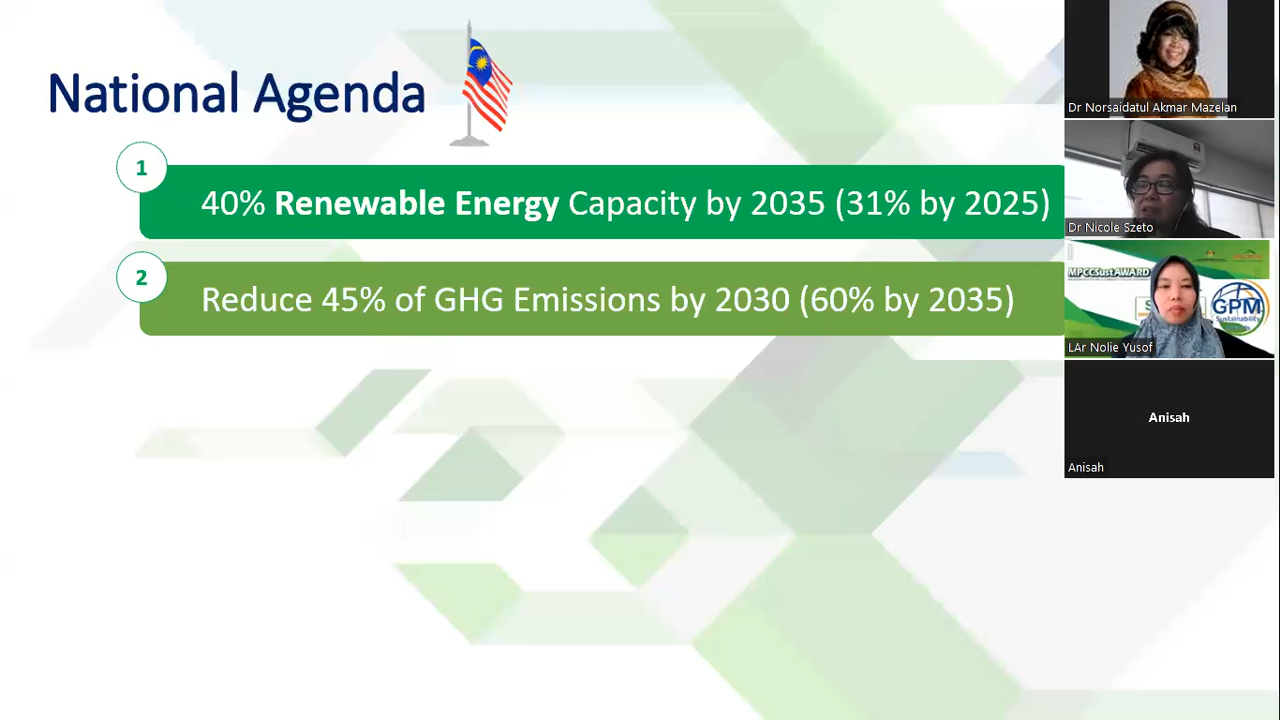 National Agenda
1
40% Renewable Energy Capacity by 2035 (31% by 2025)
2
Reduce 45% of GHG Emissions by 2030 (60% by 2035)
Dr Norsaidatul Akmar Mazelan
Dr Nicole Szeto
MPCCSustAWARD
GPM
Sustainability
LAr Nolie Yusof
Anisah
Anisah